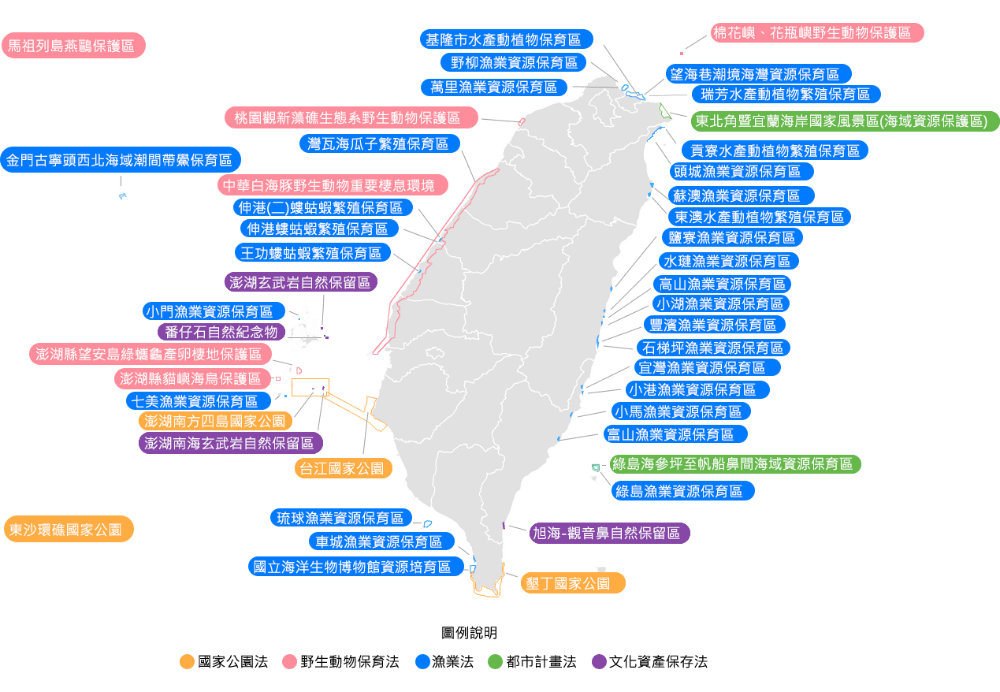 棉花嶼、花瓶嶼野生動物保護區
馬祖列島燕鷗保護區
基隆市水產動植物保育區
野柳漁業資源保育區
望海巷潮境海灣資源保育區
萬里漁業資源保育區
瑞芳水產動植物繁殖保育區
桃園觀新藻礁生態系野生動物保護區
東北角暨宜蘭海岸國家風景區(海域資源保護區)
灣瓦海瓜子繁殖保育區
貢寮水產動植物繁殖保育區
金門古寧頭西北海域潮間帶鱟保育區
頭城漁業資源保育區
中華白海豚野生動物重要棲息環境
蘇澳漁業資源保育區
伸港(二)螻蛄蝦繁殖保育區
東澳水產動植物繁殖保育區
伸港螻蛄蝦繁殖保育區
鹽寮漁業資源保育區
王功螻蛄蝦繁殖保育區
水璉漁業資源保育區
澎湖玄武岩自然保留區
高山漁業資源保育區
小湖漁業資源保育區
小門漁業資源保育區
豐濱漁業資源保育區
番仔石自然紀念物
石梯坪漁業資源保育區
澎湖縣望安島綠蠵龜產卵棲地保護區
宜灣漁業資源保育區
澎湖縣貓嶼海鳥保護區
小港漁業資源保育區
七美漁業資源保育區
小馬漁業資源保育區
澎湖南方四島國家公園
富山漁業資源保育區
澎湖南海玄武岩自然保留區
綠島海參坪至帆船鼻間海域資源保育區
台江國家公園
綠島漁業資源保育區
琉球漁業資源保育區
東沙環礁國家公園
旭海-觀音鼻自然保留區
車城漁業資源保育區
國立海洋生物博物館資源培育區
墾丁國家公園
圖例說明
國家公園法 野生動物保育法 漁業法 都市計畫法 文化資產保存法